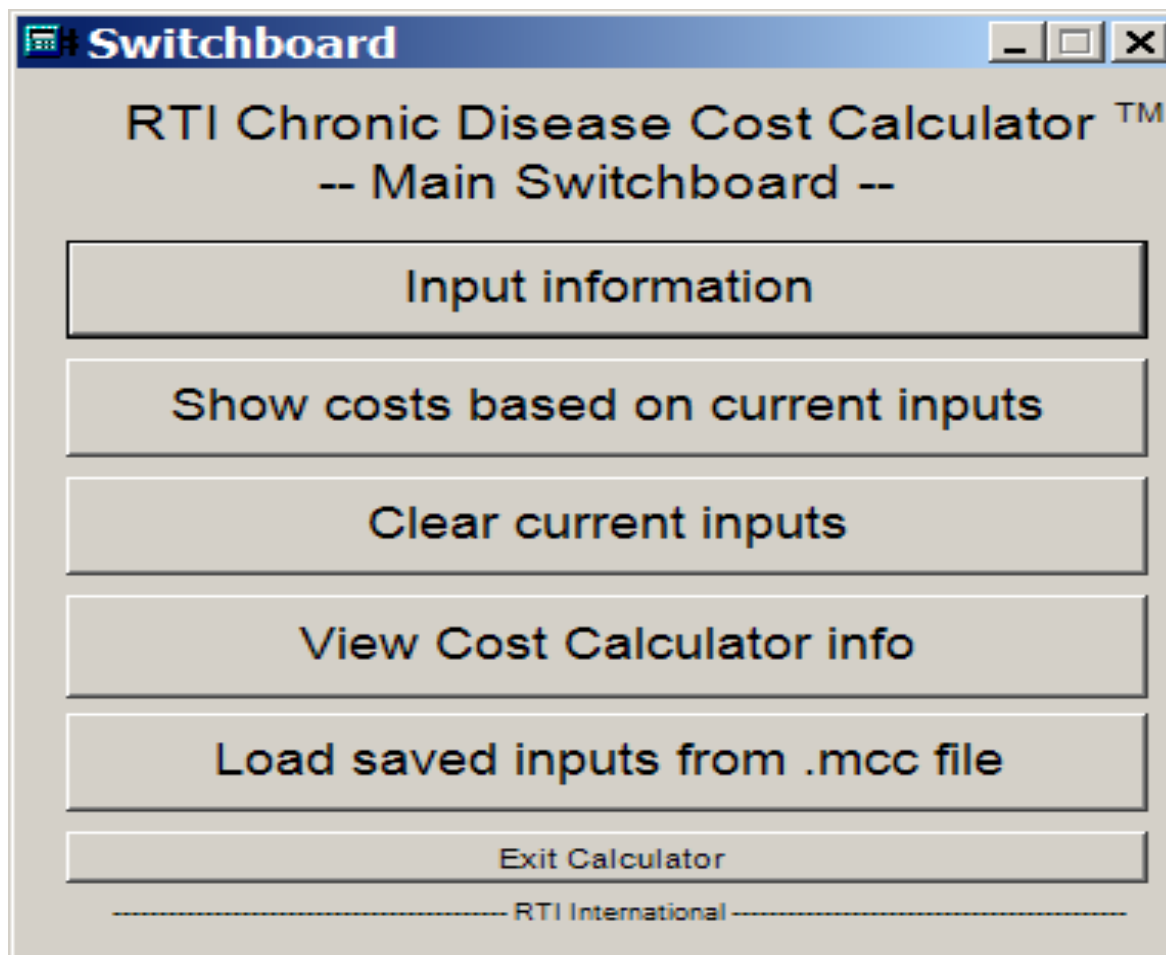 Switchboard
RTI Chronic Disease Cost Calculator ™
-- Main Switchboard --
Input information
Show costs based on current inputs
Clear current inputs
View Cost Calculator info
Load saved inputs from .mcc file
Exit Calculator
------------------------------------------- RTI International -------------------------------------------